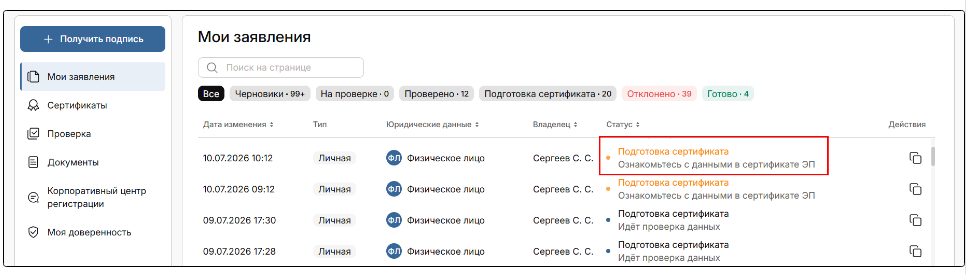 Получить подпись
Мои заявления
Сертификаты
Проверка
Документы
Корпоративный центр
регистрации
Моя доверенность
Мои заявления
Поиск на странице
Все Черновики • 99+ На проверке • 0 Проверено • 12 Подготовка сертификата • 20 Отклонено • 39 Готово • 4
Дата изменения Тип Юридические данные Владелец Статус Действия
10.07.2026 10:12 Личная ФЛ Физическое лицо Сергеев С. С. Подготовка сертификата
Ознакомьтесь с данными в сертификате ЭП
10.07.2026 09:12 Личная ФЛ Физическое лицо Сергеев С. С. Подготовка сертификата
Ознакомьтесь с данными в сертификате ЭП
09.07.2026 17:30 Личная ФЛ Физическое лицо Сергеев С. С. Подготовка сертификата
Идёт проверка данных
09.07.2026 17:28 Личная ФЛ Физическое лицо Сергеев С. С. Подготовка сертификата
Идёт проверка данных